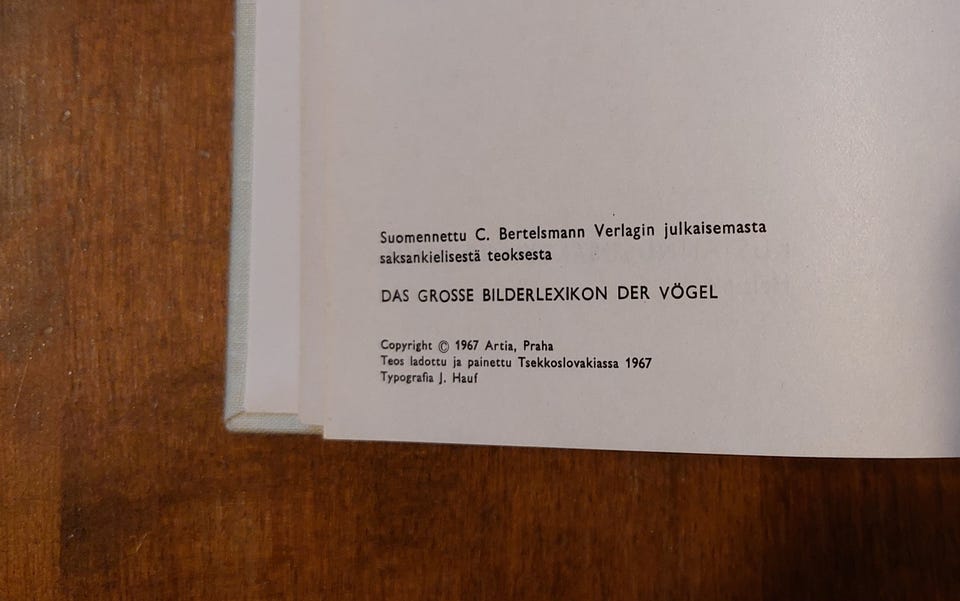 Suomennettu C. Bertelsmann Verlagin julkaisemasta
saksankielisestä teoksesta
DAS GROSSE BILDERLEXIKON DER VÖGEL
Copyright © 1967 Artia, Praha
Teos ladottu ja painettu Tsekkoslovakiassa 1967
Typografia J. Hauf